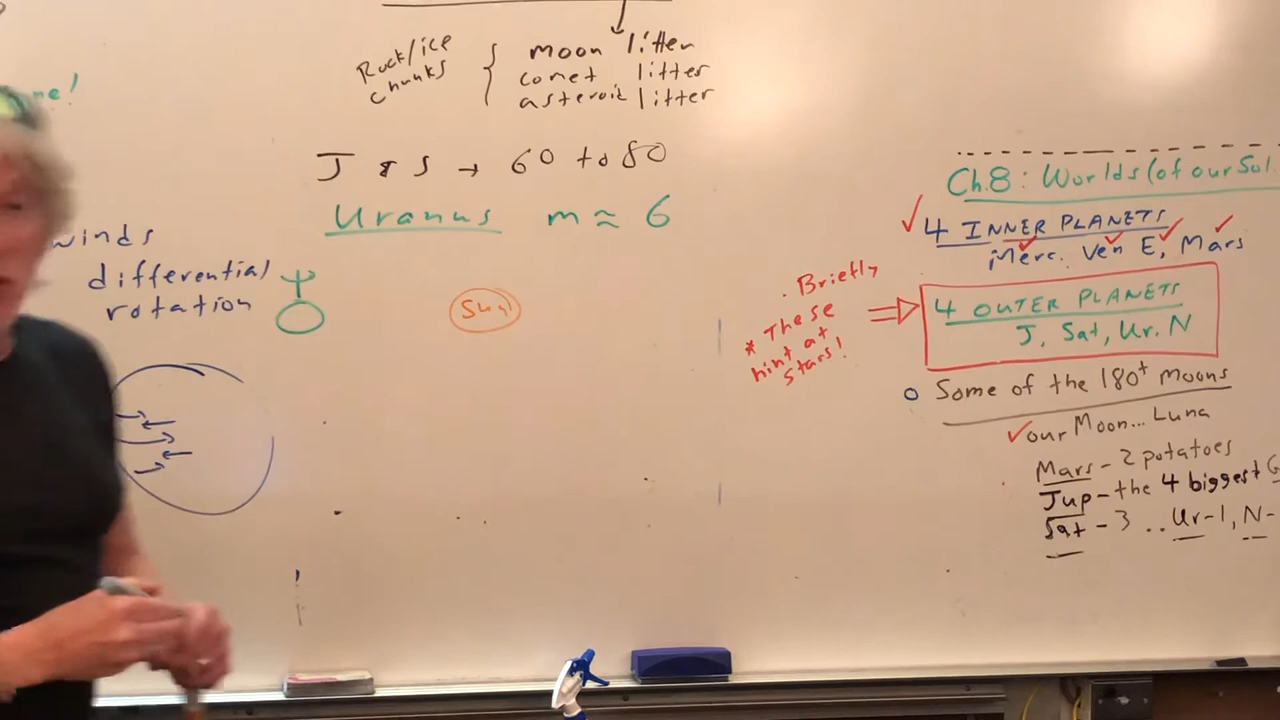 Rock/ice
chunks
moon litter
comet litter
asteroid litter
J & S → 60 to 80
Uranus m ≈ 6
winds
differential
rotation
Sun
Briefly
* These
hint at
stars!
Ch.8: Worlds (of our Sol.
4 INNER PLANETS
Merc. Ven E, Mars
4 OUTER PLANETS
J, Sat, Ur. N
Some of the 180+ Moons
our Moon... Luna
Mars - 2 potatoes
Jup - the 4 biggest G
Sat - 3 .. Ur-1, N-